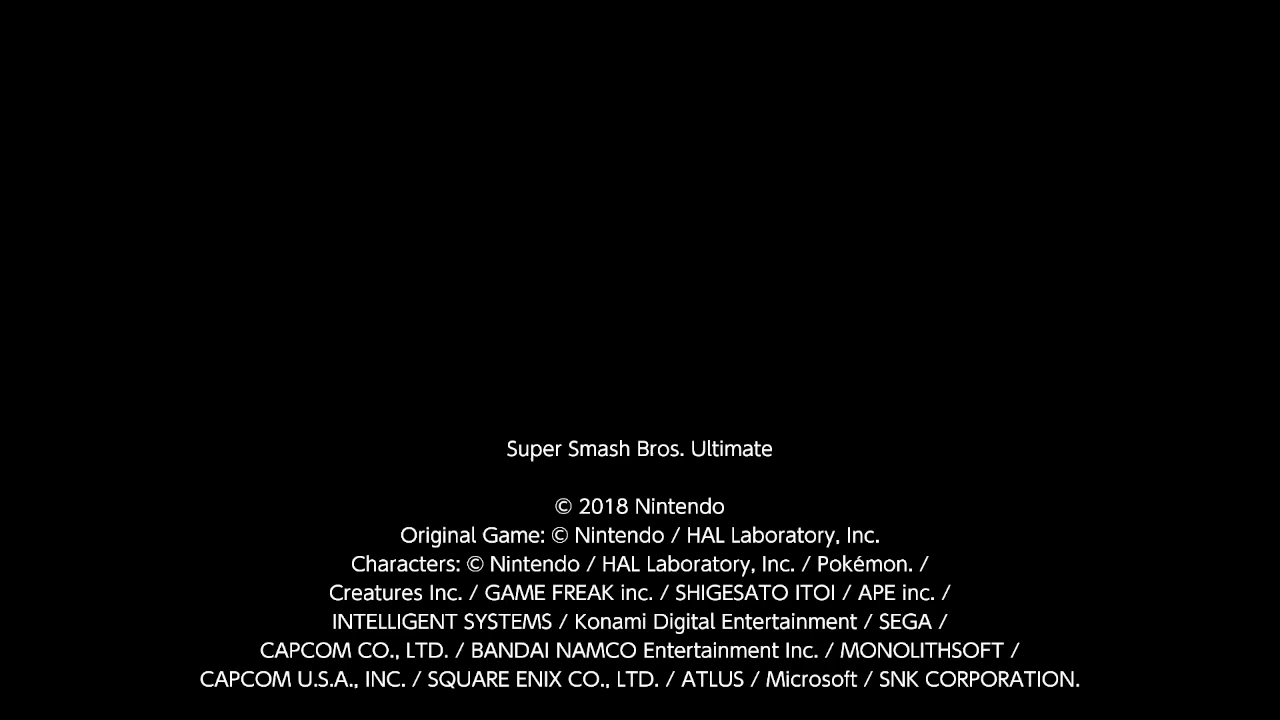 Super Smash Bros. Ultimate
© 2018 Nintendo
Original Game: © Nintendo / HAL Laboratory, Inc.
Characters: © Nintendo / HAL Laboratory, Inc. / Pokémon. /
Creatures Inc. / GAME FREAK inc. / SHIGESATO ITOI / APE inc. /
INTELLIGENT SYSTEMS / Konami Digital Entertainment / SEGA /
CAPCOM CO., LTD. / BANDAI NAMCO Entertainment Inc. / MONOLITHSOFT /
CAPCOM U.S.A., INC. / SQUARE ENIX CO., LTD. / ATLUS / Microsoft / SNK CORPORATION.